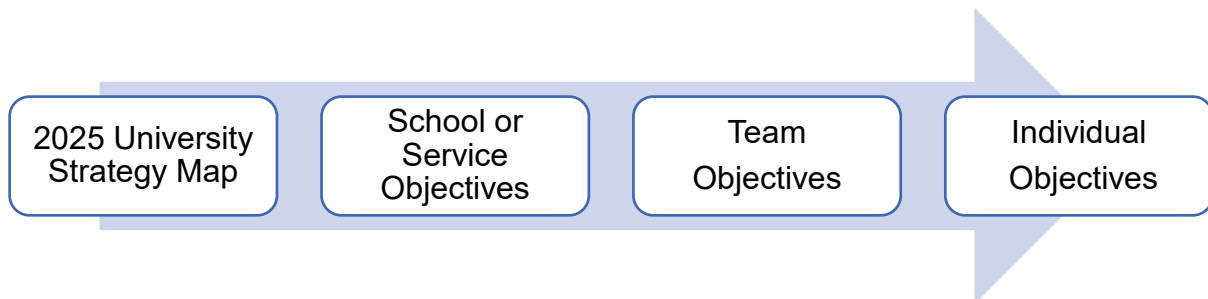 2025 University
Strategy Map
School or
Service
Objectives
Team
Objectives
Individual
Objectives